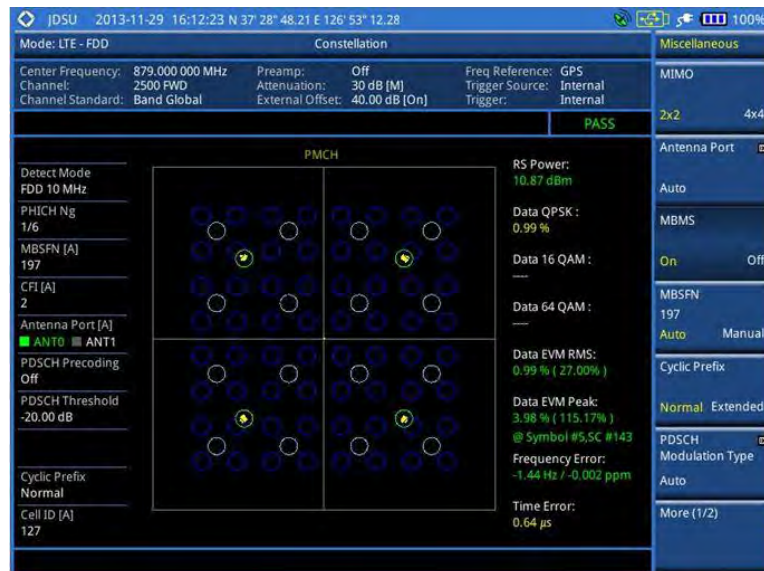 JDSU 2013-11-29 16:12:23 N 37' 28" 48.21 E 126' 53" 12.28 100%
Mode: LTE - FDD Constellation
Center Frequency: 879.000 000 MHz Preamp: Off Freq Reference: GPS
Channel: 2500 FWD Attenuation: 30 dB [M] Trigger Source: Internal
Channel Standard: Band Global External Offset: 40.00 dB [On] Trigger: Internal
PASS
Detect Mode
FDD 10 MHz
PHICH Ng
1/6
MBSFN [A]
197
CFI [A]
2
Antenna Port [A]
ANT0 ANT1
PDSCH Precoding
Off
PDSCH Threshold
-20.00 dB
Cyclic Prefix
Normal
Cell ID [A]
127
PMCH
RS Power:
10.87 dBm
Data QPSK :
0.99 %
Data 16 QAM :
----
Data 64 QAM :
----
Data EVM RMS:
0.99 % ( 27.00% )
Data EVM Peak:
3.98 % ( 115.17% )
@ Symbol #5,SC #143
Frequency Error:
-1.44 Hz / -0.002 ppm
Time Error:
0.64 µs
Miscellaneous
MIMO
2x2 4x4
Antenna Port
Auto
MBMS
On Off
MBSFN
197
Auto Manual
Cyclic Prefix
Normal Extended
PDSCH
Modulation Type
Auto
More (1/2)